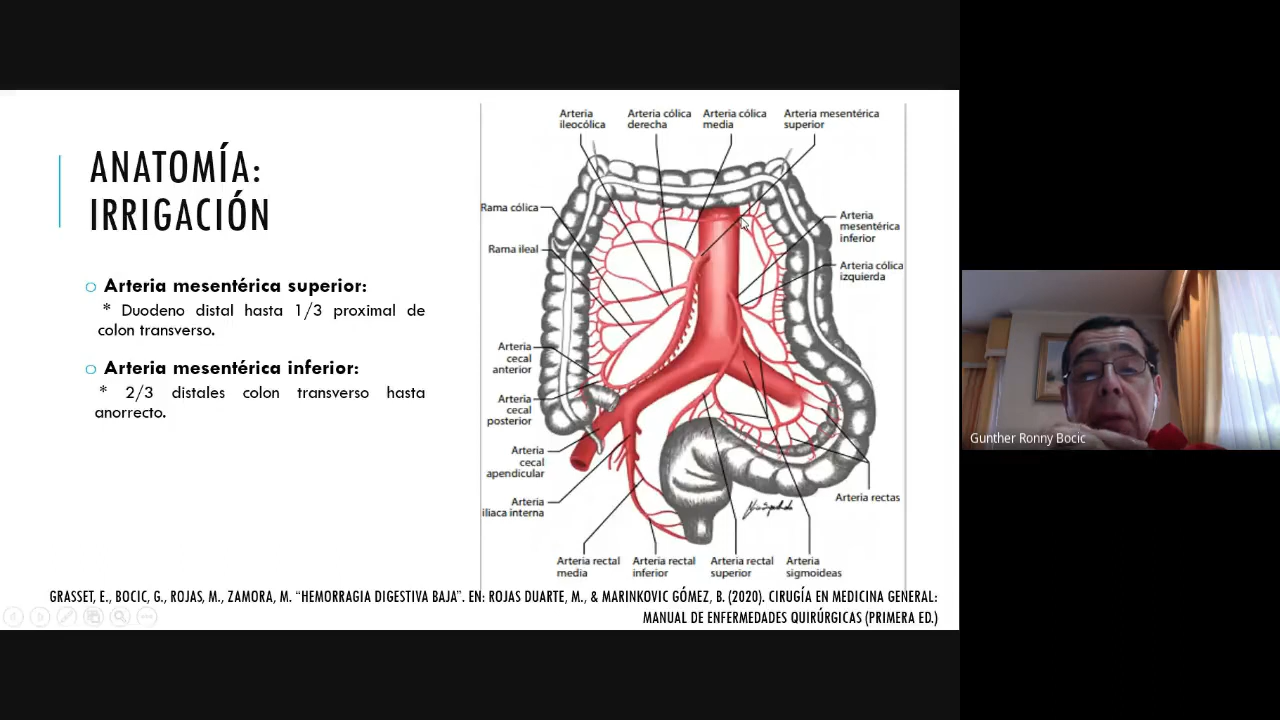 ANATOMÍA:
IRRIGACIÓN
Arteria mesentérica superior:
* Duodeno distal hasta 1/3 proximal de
colon transverso.
Arteria mesentérica inferior:
* 2/3 distales colon transverso hasta
anorrecto.
Arteria
ileocólica
Arteria cólica
derecha
Arteria cólica
media
Arteria mesentérica
superior
Rama cólica
Rama ileal
Arteria
cecal
anterior
Arteria
cecal
posterior
Arteria
cecal
apendicular
Arteria
iliaca interna
Arteria
mesentérica
inferior
Arteria cólica
izquierda
Arteria rectas
Arteria rectal
media
Arteria rectal
inferior
Arteria rectal
superior
Arteria
sigmoideas
GRASSET, E., BOCIC, G., ROJAS, M., ZAMORA, M. “HEMORRAGIA DIGESTIVA BAJA”. EN: ROJAS DUARTE, M., & MARINKOVIC GÓMEZ, B. (2020). CIRUGÍA EN MEDICINA GENERAL:
MANUAL DE ENFERMEDADES QUIRÚRGICAS (PRIMERA ED.)
Gunther Ronny Bocic